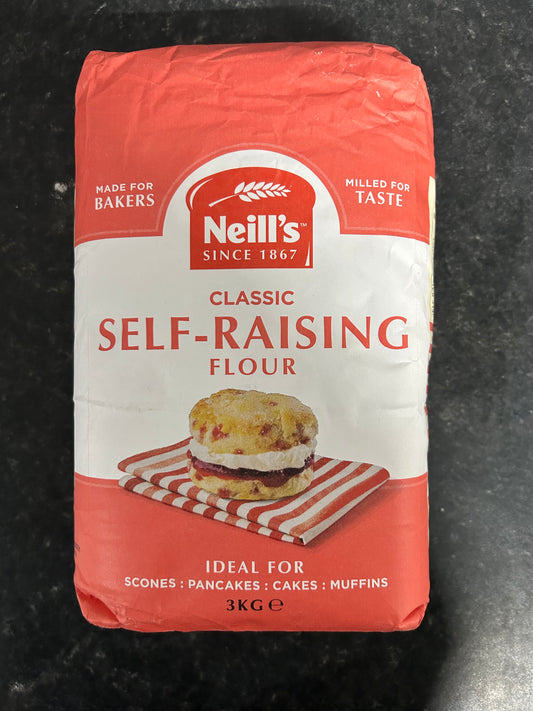 MADE FOR
BAKERS
MILLED FOR
TASTE
Neill's™
SINCE 1867
CLASSIC
SELF-RAISING
FLOUR
IDEAL FOR
SCONES : PANCAKES : CAKES : MUFFINS
3KG ℮